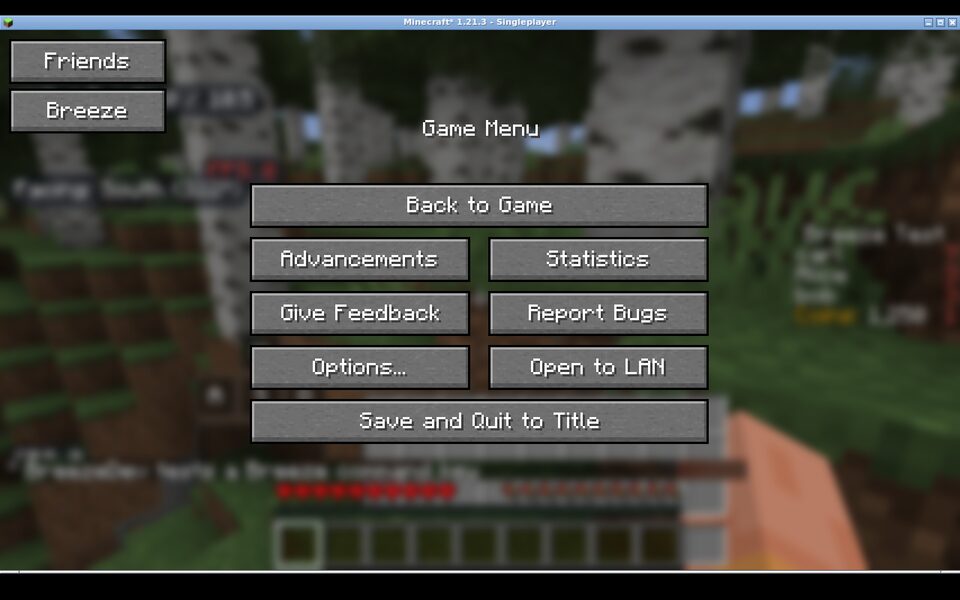 Minecraft* 1.21.3 - Singleplayer
Friends
Breeze
Game Menu
Back to Game
Advancements
Statistics
Give Feedback
Report Bugs
Options...
Open to LAN
Save and Quit to Title